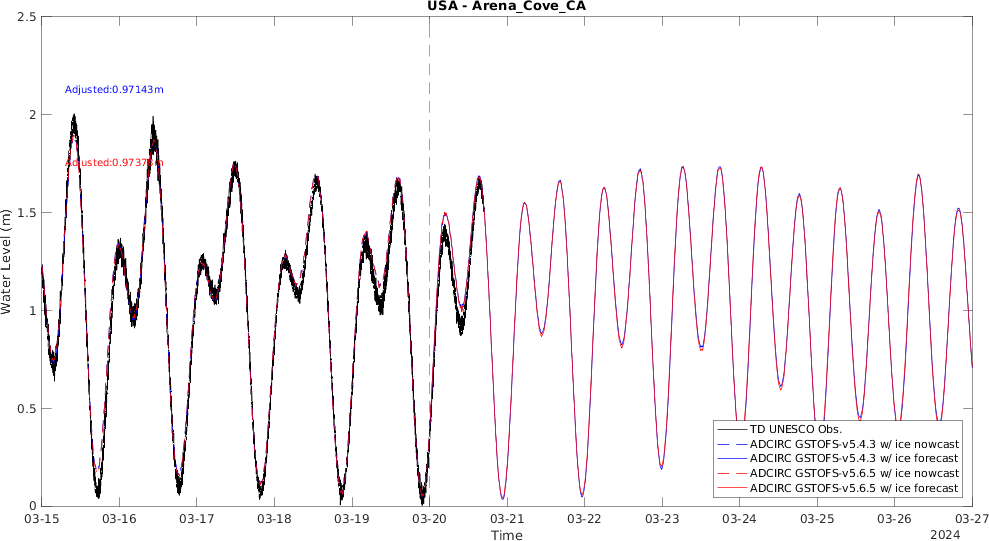 USA - Arena_Cove_CA
2.5
2
1.5
1
0.5
0
Water Level (m)
Adjusted:0.97143m
Adjusted:0.9737 m
TD UNESCO Obs.
ADCIRC GSTOFS-v5.4.3 w/ ice nowcast
ADCIRC GSTOFS-v5.4.3 w/ ice forecast
ADCIRC GSTOFS-v5.6.5 w/ ice nowcast
ADCIRC GSTOFS-v5.6.5 w/ ice forecast
03-15 03-16 03-17 03-18 03-19 03-20 03-21 03-22 03-23 03-24 03-25 03-26 03-27
Time
2024